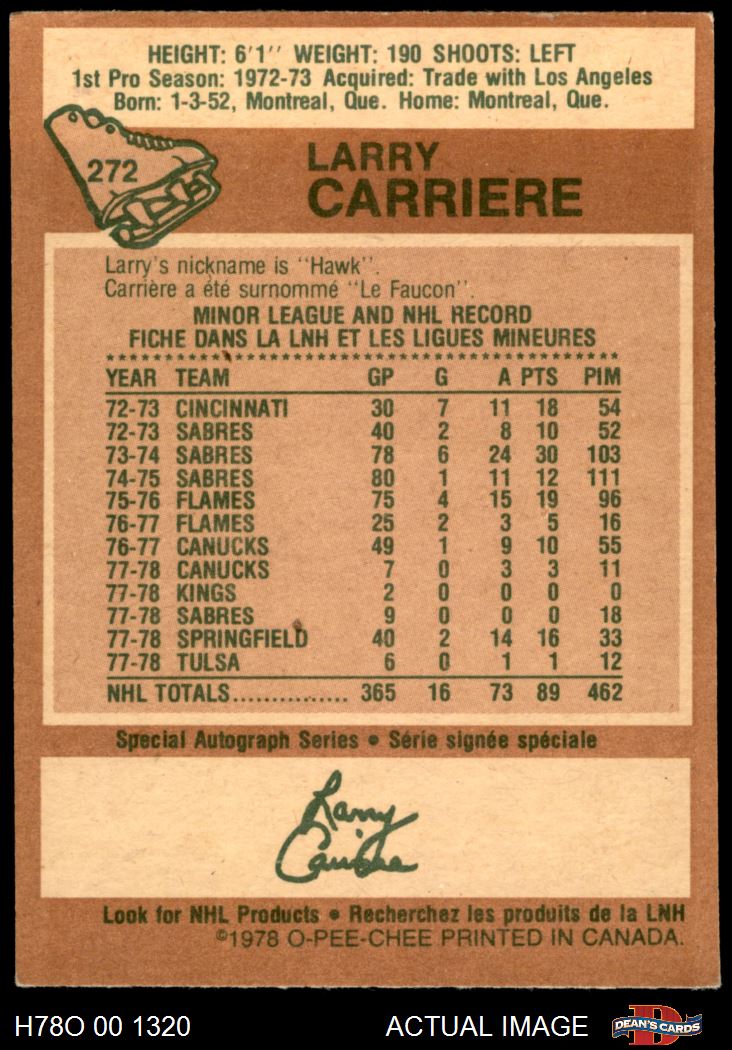 HEIGHT: 6'1'' WEIGHT: 190 SHOOTS: LEFT
1st Pro Season: 1972-73 Acquired: Trade with Los Angeles
Born: 1-3-52, Montreal, Que. Home: Montreal, Que.
272
LARRY
CARRIERE
Larry's nickname is ''Hawk''.
Carrière a été surnommé ''Le Faucon''.
MINOR LEAGUE AND NHL RECORD
FICHE DANS LA LNH ET LES LIGUES MINEURES
YEAR TEAM GP G A PTS PIM
72-73 CINCINNATI 30 7 11 18 54
72-73 SABRES 40 2 8 10 52
73-74 SABRES 78 6 24 30 103
74-75 SABRES 80 1 11 12 111
75-76 FLAMES 75 4 15 19 96
76-77 FLAMES 25 2 3 5 16
76-77 CANUCKS 49 1 9 10 55
77-78 CANUCKS 7 0 3 3 11
77-78 KINGS 2 0 0 0 0
77-78 SABRES 9 0 0 0 18
77-78 SPRINGFIELD 40 2 14 16 33
77-78 TULSA 6 0 1 1 12
NHL TOTALS............... 365 16 73 89 462
Special Autograph Series • Série signée spéciale
Larry
Carriere
Look for NHL Products • Recherchez les produits de la LNH
©1978 O-PEE-CHEE PRINTED IN CANADA.
H78O 00 1320 ACTUAL IMAGE D DEAN'S CARDS